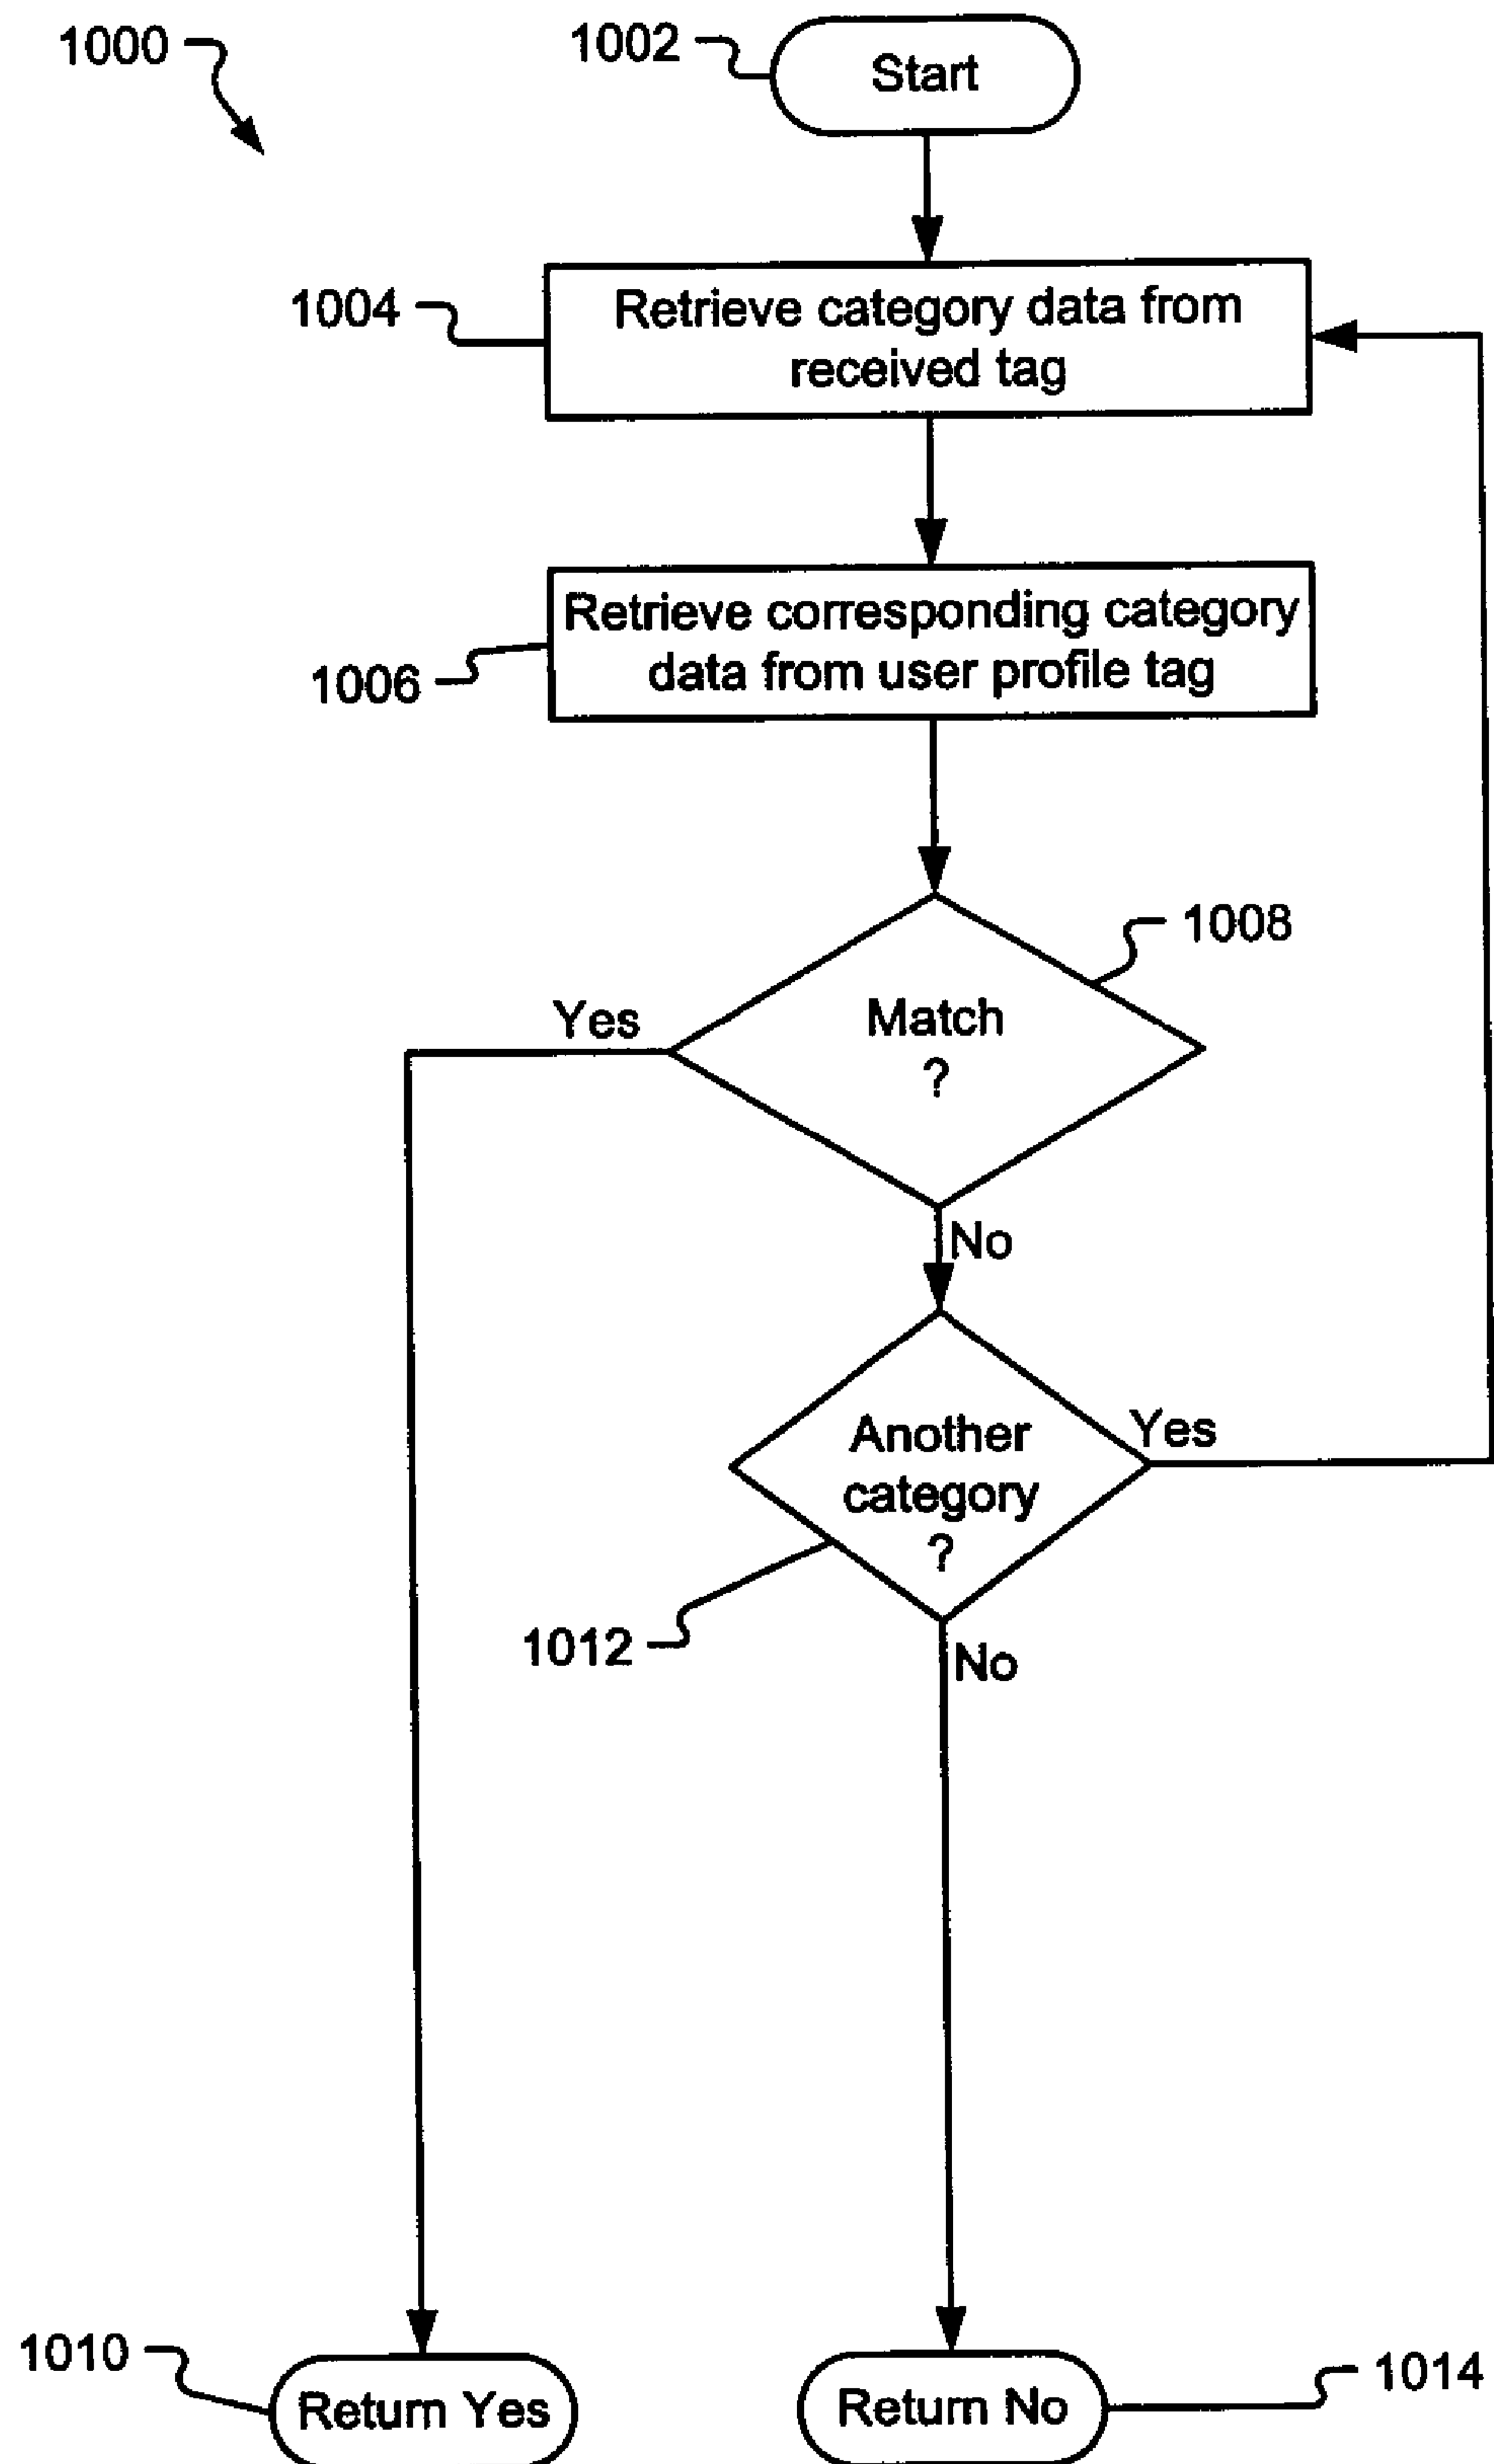 1000
1002
Start
1004
Retrieve category data from
received tag
1006
Retrieve corresponding category
data from user profile tag
1008
Match
?
Yes
No
Another
category
?
Yes
1012
No
1010
Return Yes
Return No
1014